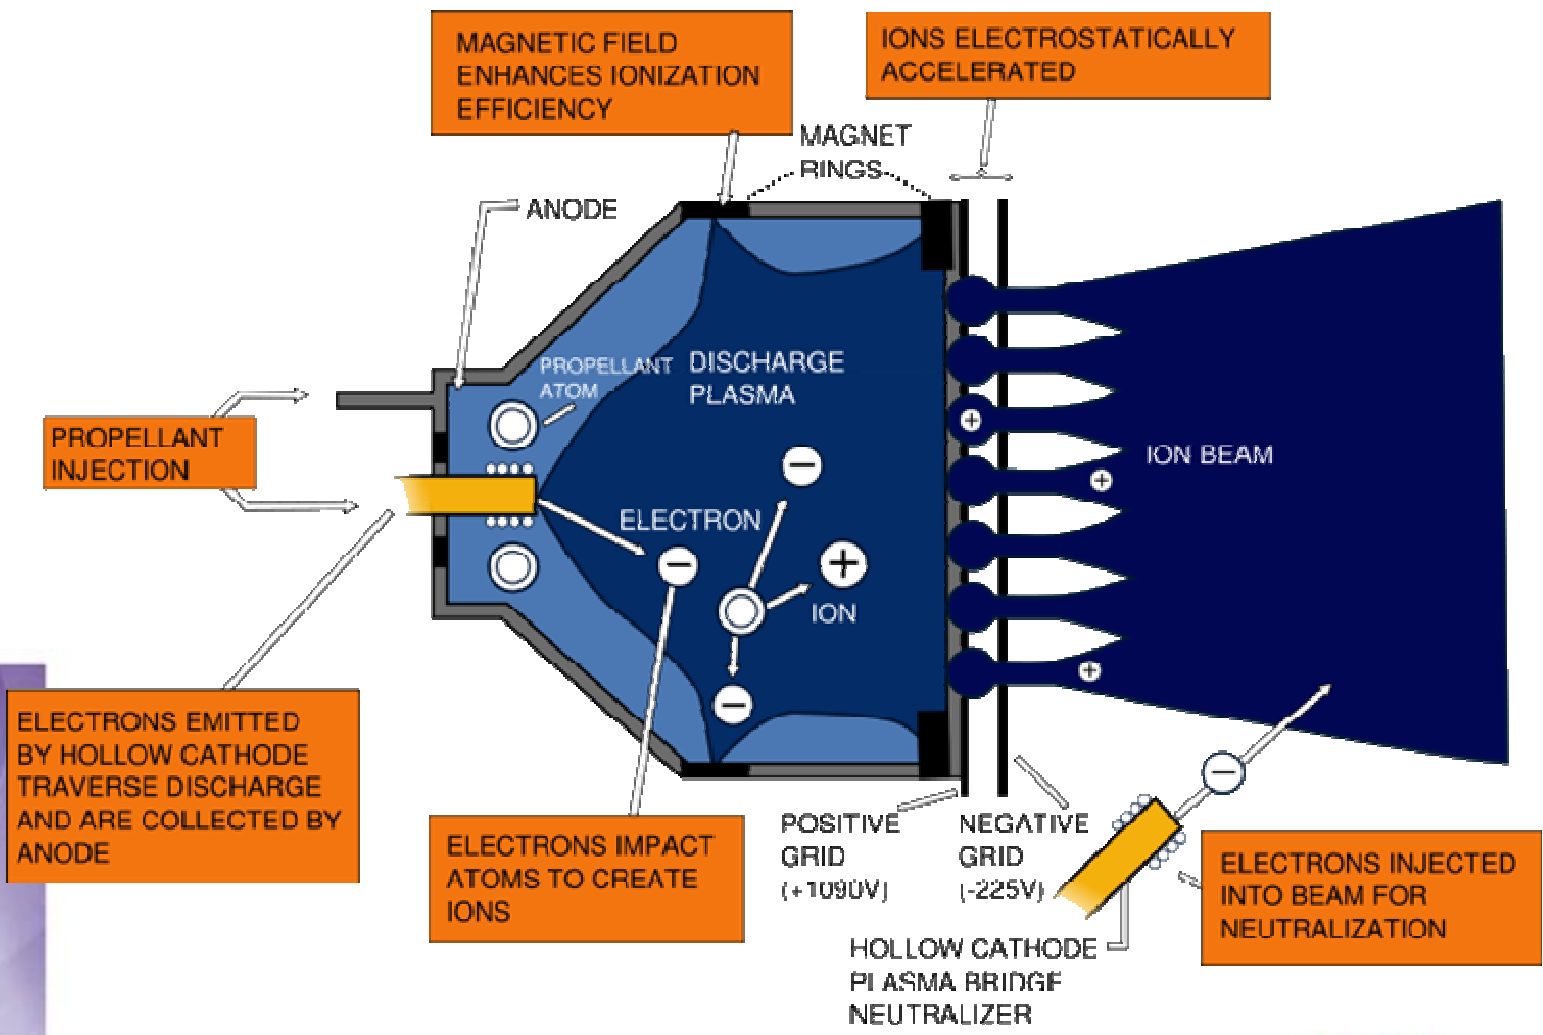 MAGNETIC FIELD
ENHANCES IONIZATION
EFFICIENCY
IONS ELECTROSTATICALLY
ACCELERATED
MAGNET
RINGS
ANODE
PROPELLANT
ATOM
DISCHARGE
PLASMA
PROPELLANT
INJECTION
ION BEAM
ELECTRON
ION
ELECTRONS EMITTED
BY HOLLOW CATHODE
TRAVERSE DISCHARGE
AND ARE COLLECTED BY
ANODE
ELECTRONS IMPACT
ATOMS TO CREATE
IONS
POSITIVE
GRID
(+1090V)
NEGATIVE
GRID
(-225V)
ELECTRONS INJECTED
INTO BEAM FOR
NEUTRALIZATION
HOLLOW CATHODE
PLASMA BRIDGE
NEUTRALIZER